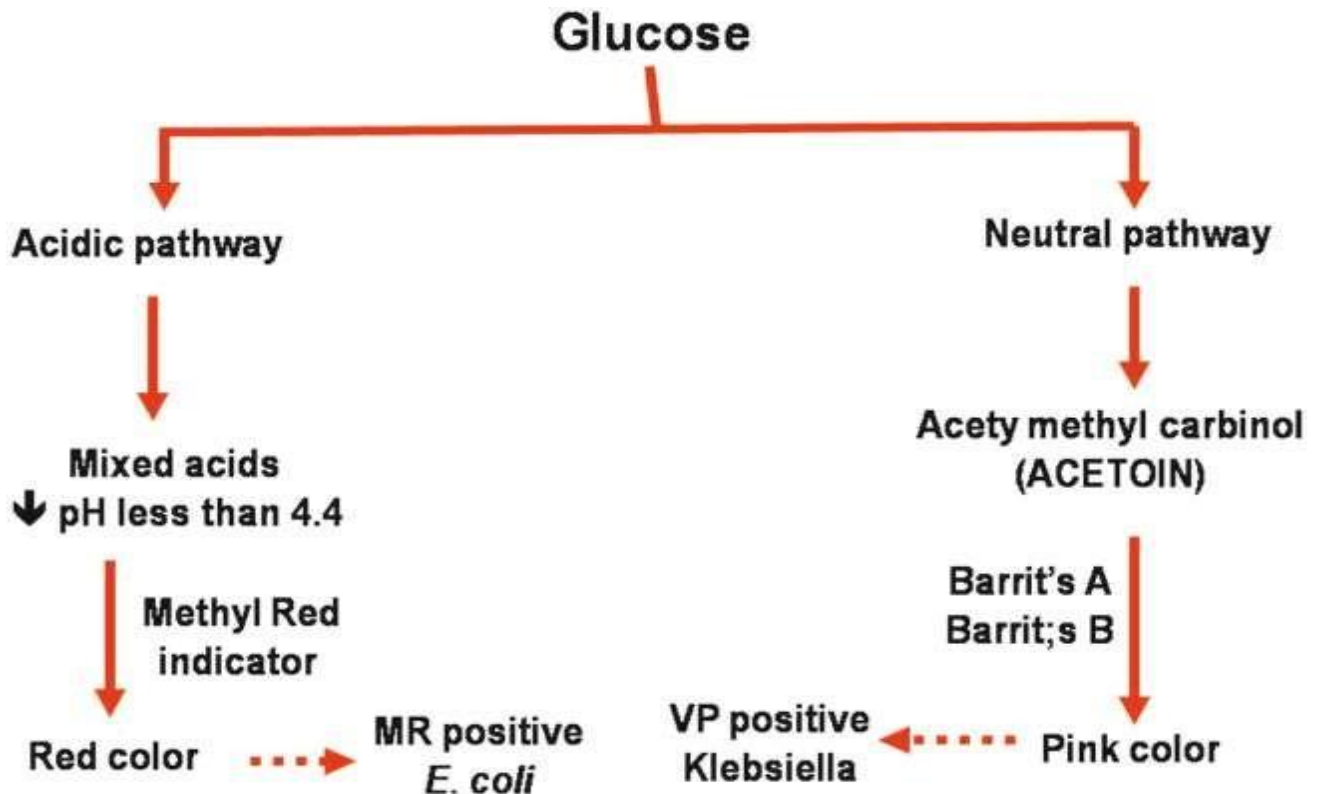 Glucose
Acidic pathway
Neutral pathway
Mixed acids
🡻 pH less than 4.4
Acety methyl carbinol
(ACETOIN)
Methyl Red
indicator
Barrit's A
Barrit;s B
Red color
MR positive
E. coli
VP positive
Klebsiella
Pink color